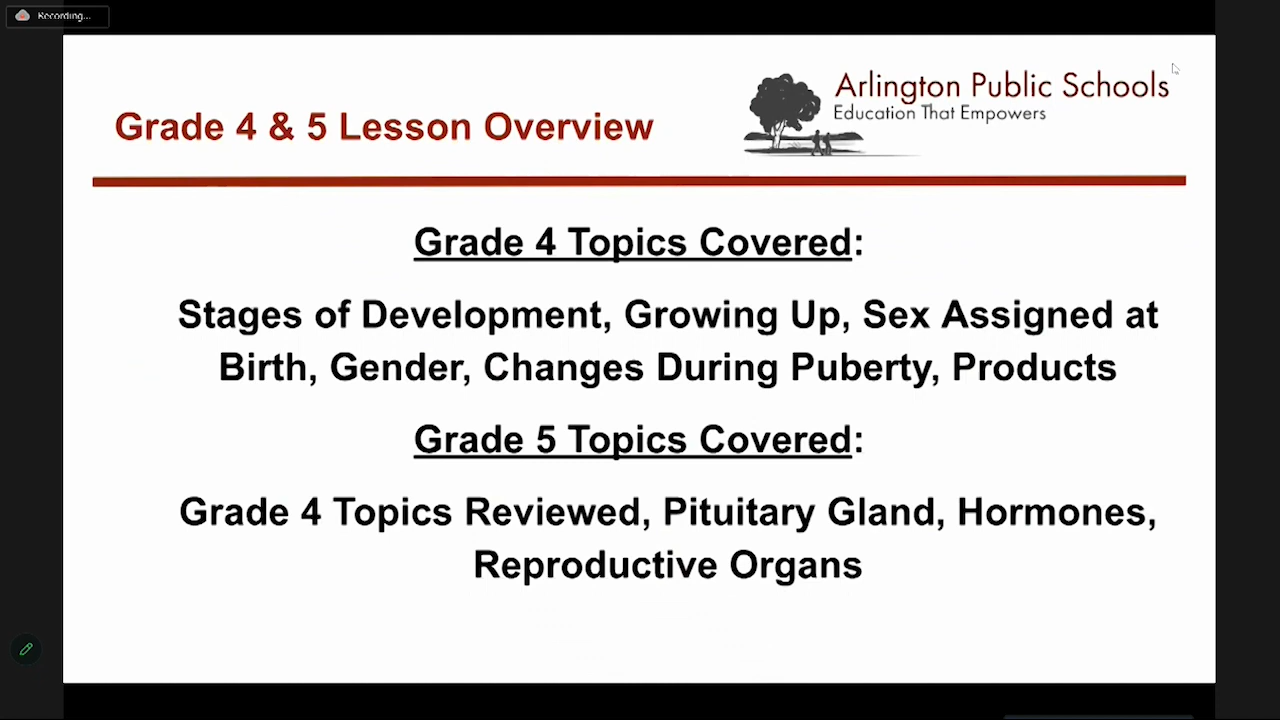 Recording...
Arlington Public Schools
Education That Empowers
Grade 4 & 5 Lesson Overview
Grade 4 Topics Covered:
Stages of Development, Growing Up, Sex Assigned at
Birth, Gender, Changes During Puberty, Products
Grade 5 Topics Covered:
Grade 4 Topics Reviewed, Pituitary Gland, Hormones,
Reproductive Organs